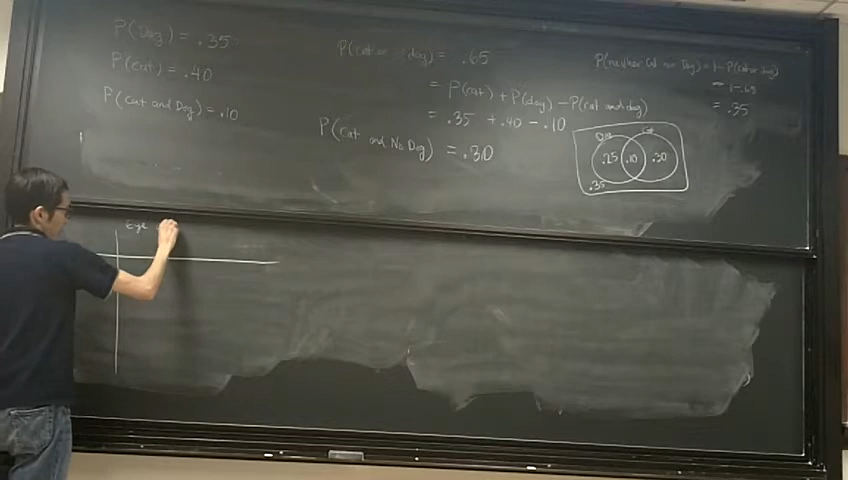 P(Dog) = .35
P(cat) = .40
P(cat and Dog) = .10
P(cat or dog) = .65
= P(cat) + P(dog) - P(cat and dog)
= .35 + .40 - .10
P(cat and No Dog) = .30
P(neither Cat nor Dog) = 1 - P(cat or dog)
= 1 - .65
= .35
Dog Cat
.25 .10 .30
.35
Eye